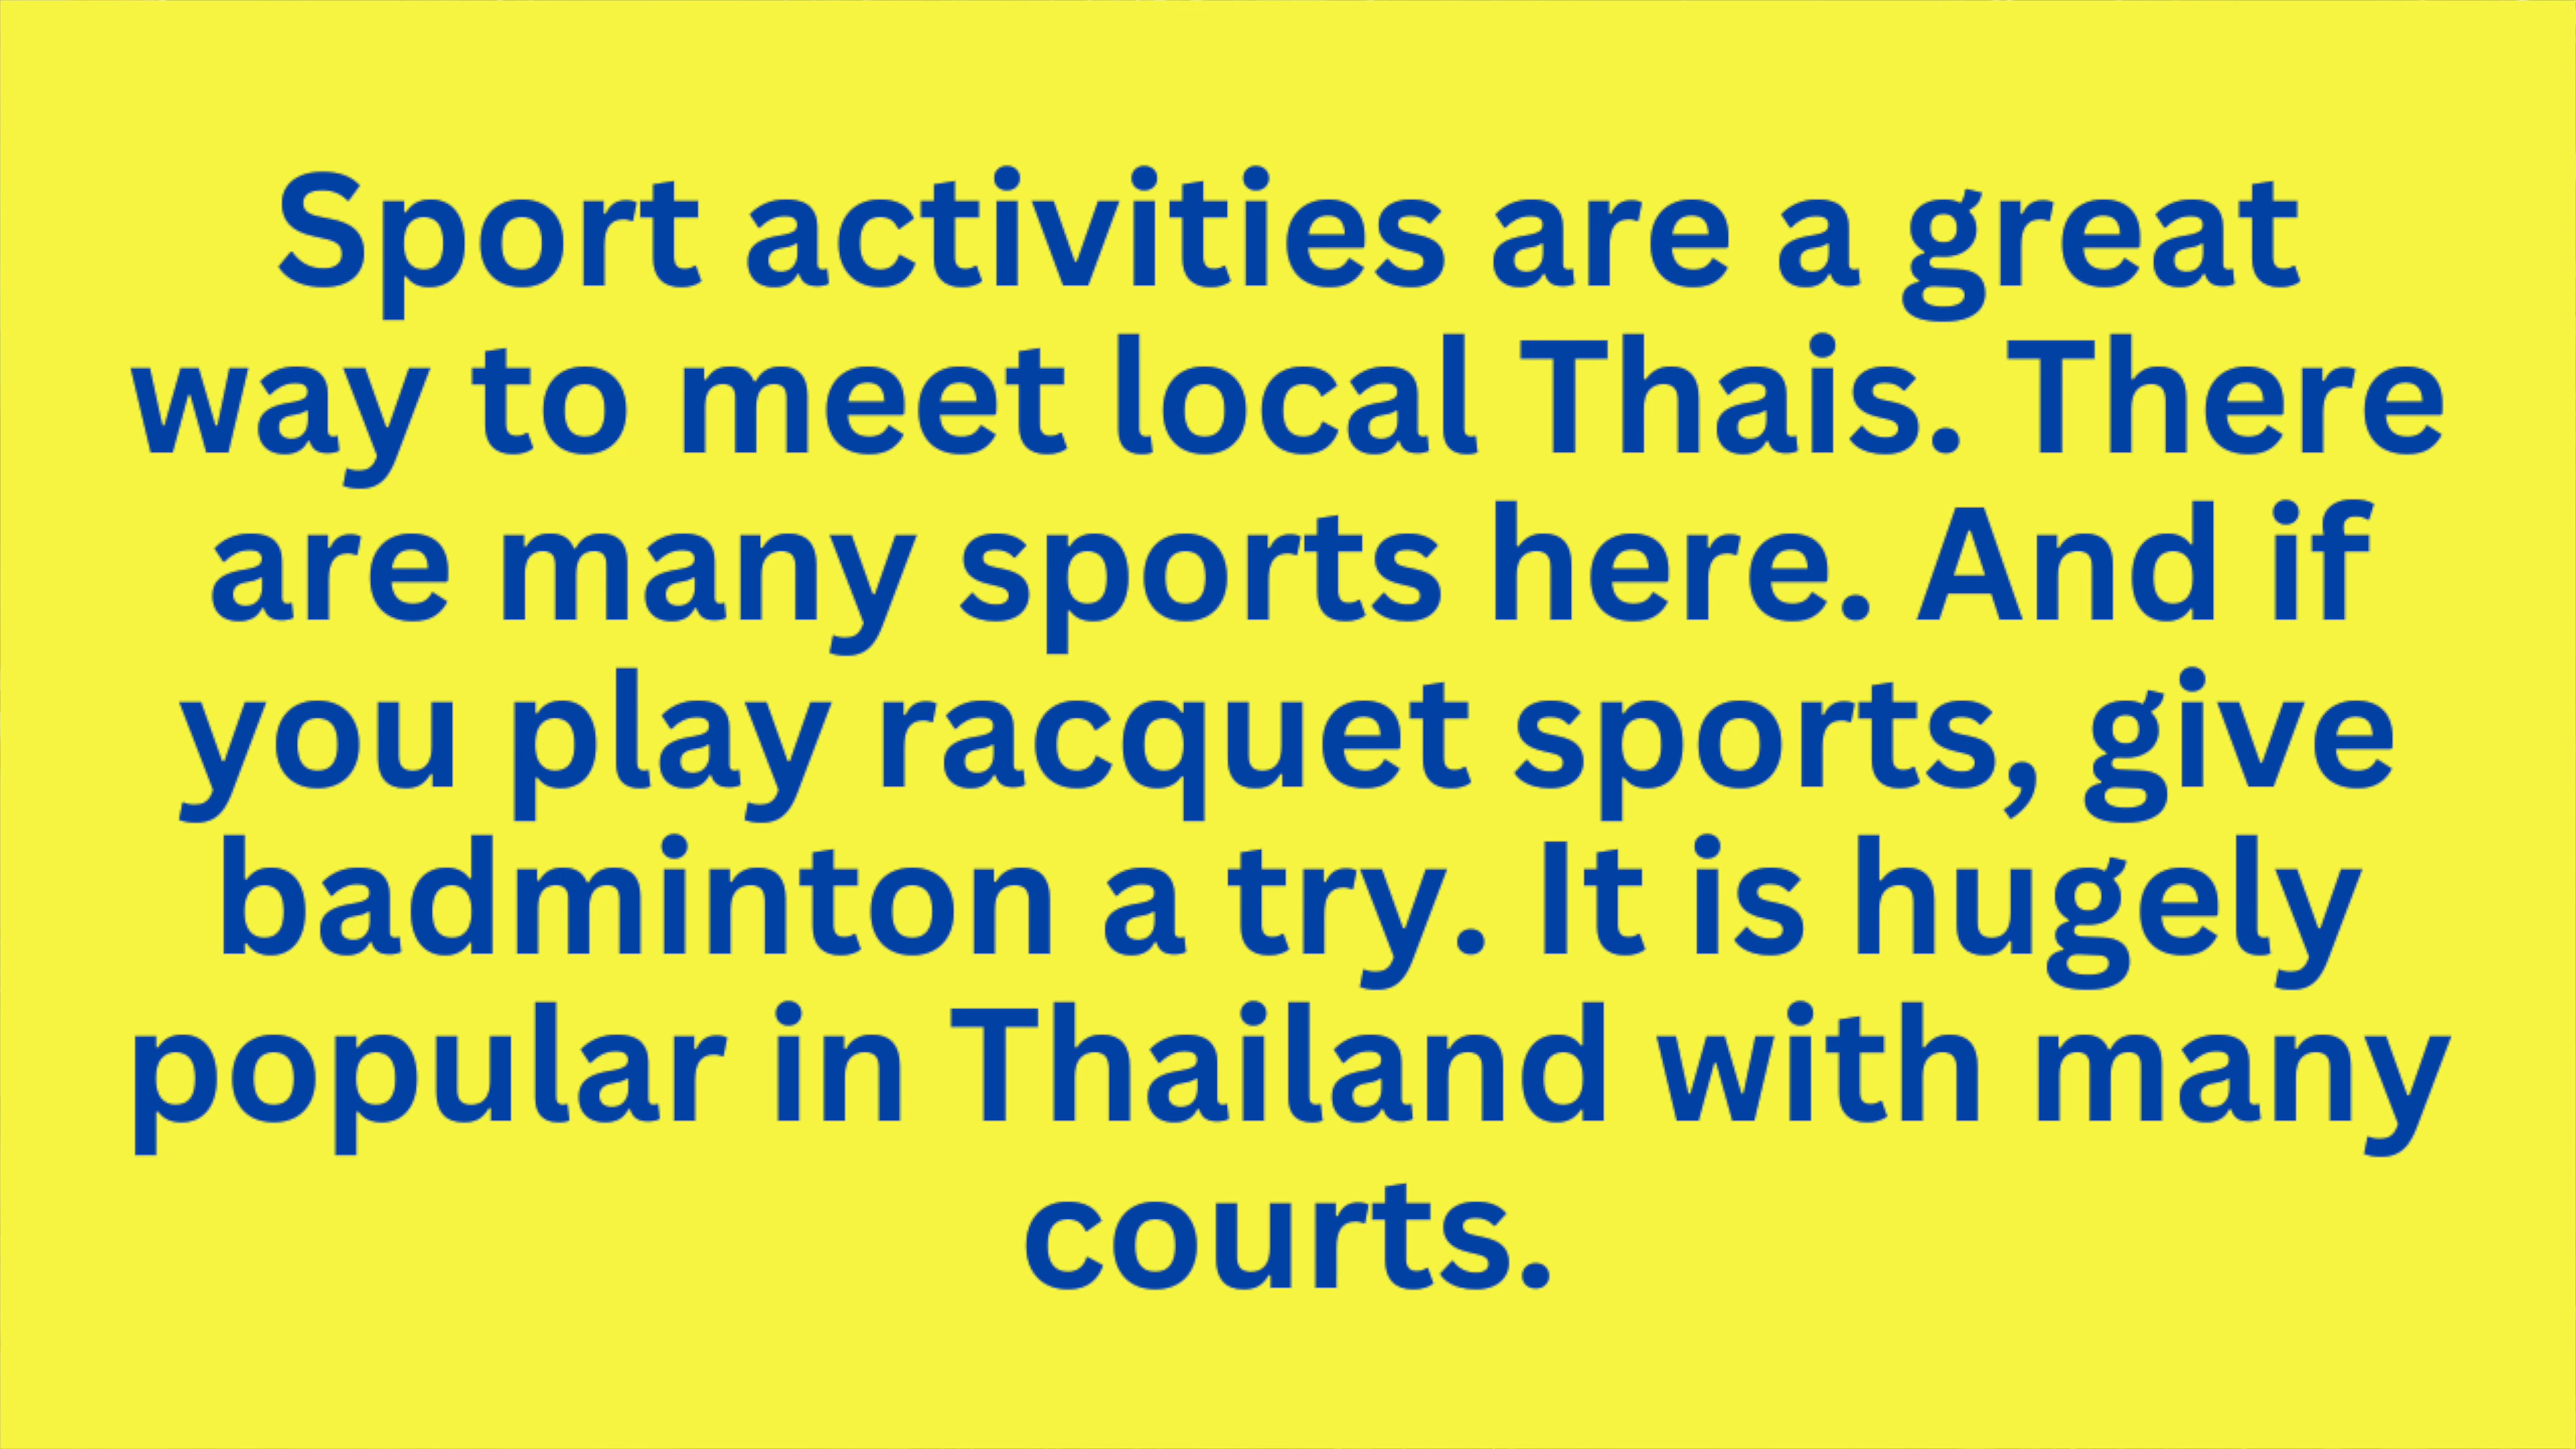 Sport activities are a great
way to meet local Thais. There
are many sports here. And if
you play racquet sports, give
badminton a try. It is hugely
popular in Thailand with many
courts.